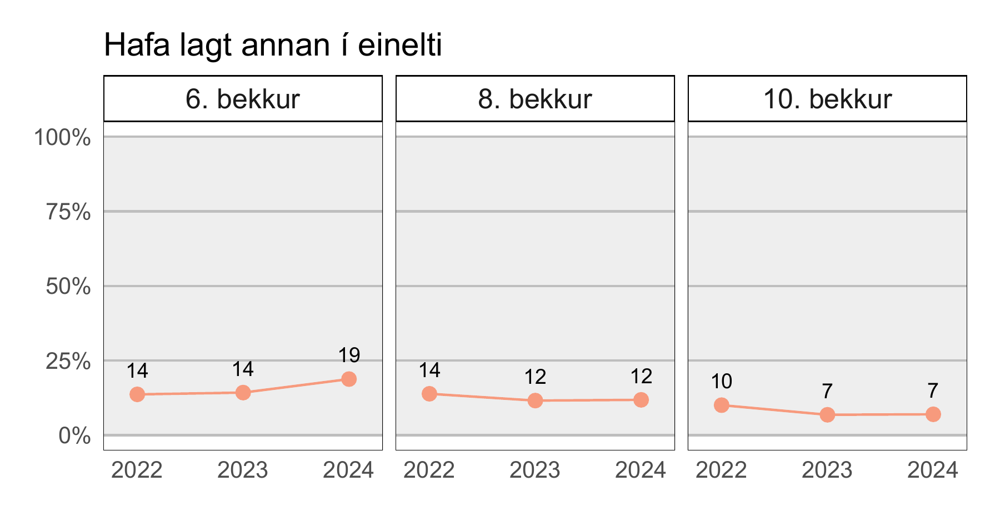 Hafa lagt annan í einelti
6. bekkur 8. bekkur 10. bekkur
100%
75%
50%
25%
0%
14 14 19
14 12 12
10 7 7
2022 2023 2024 2022 2023 2024 2022 2023 2024